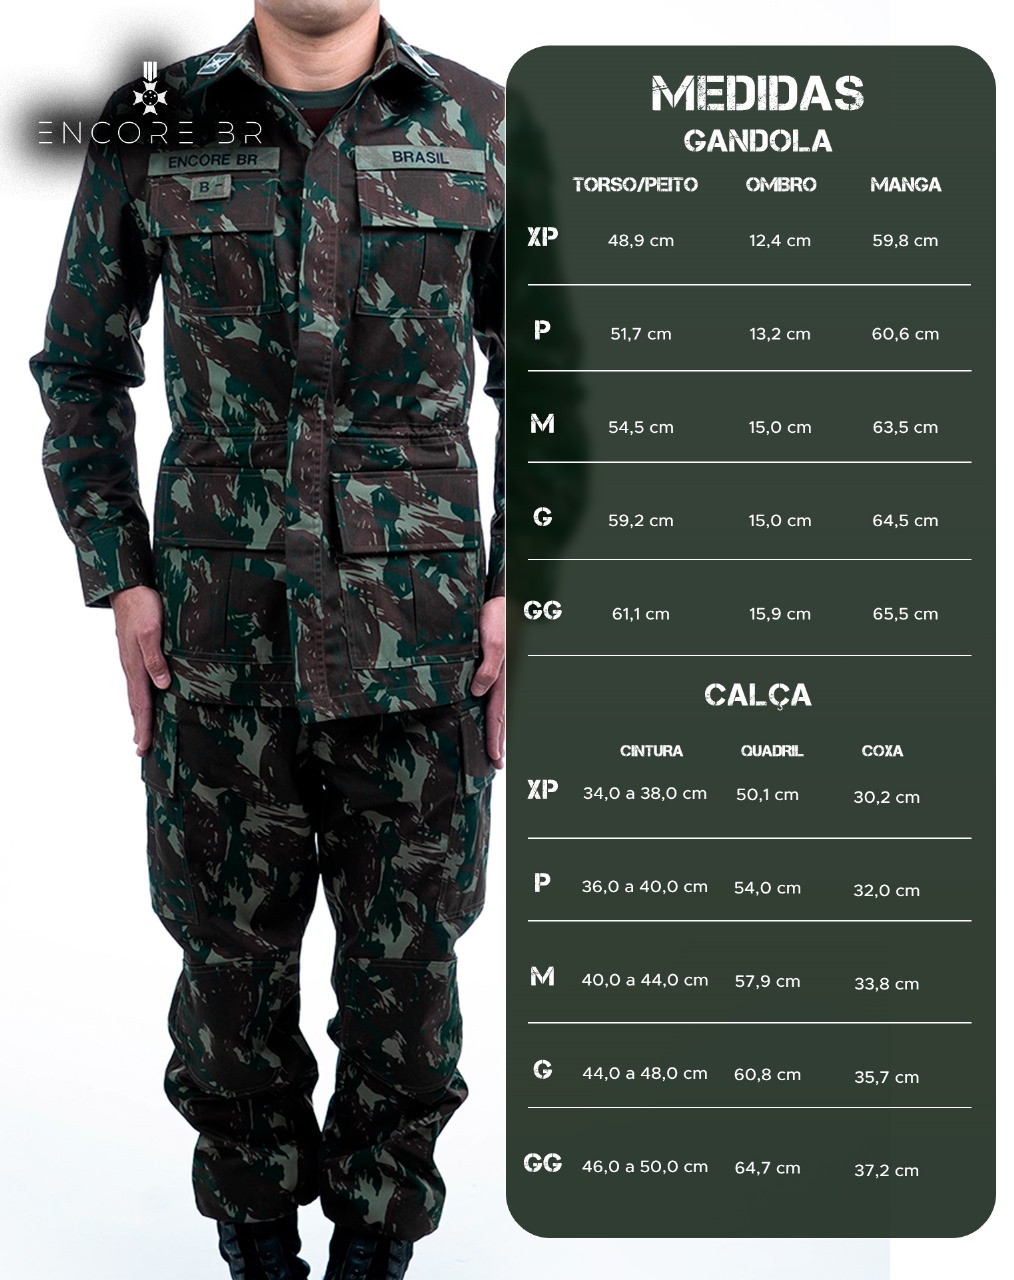 ENCORE BR
ENCORE BR
BRASIL
B -
MEDIDAS
GANDOLA
TORSO/PEITO OMBRO MANGA
XP 48,9 cm 12,4 cm 59,8 cm
P 51,7 cm 13,2 cm 60,6 cm
M 54,5 cm 15,0 cm 63,5 cm
G 59,2 cm 15,0 cm 64,5 cm
GG 61,1 cm 15,9 cm 65,5 cm
CALÇA
CINTURA QUADRIL COXA
XP 34,0 a 38,0 cm 50,1 cm 30,2 cm
P 36,0 a 40,0 cm 54,0 cm 32,0 cm
M 40,0 a 44,0 cm 57,9 cm 33,8 cm
G 44,0 a 48,0 cm 60,8 cm 35,7 cm
GG 46,0 a 50,0 cm 64,7 cm 37,2 cm